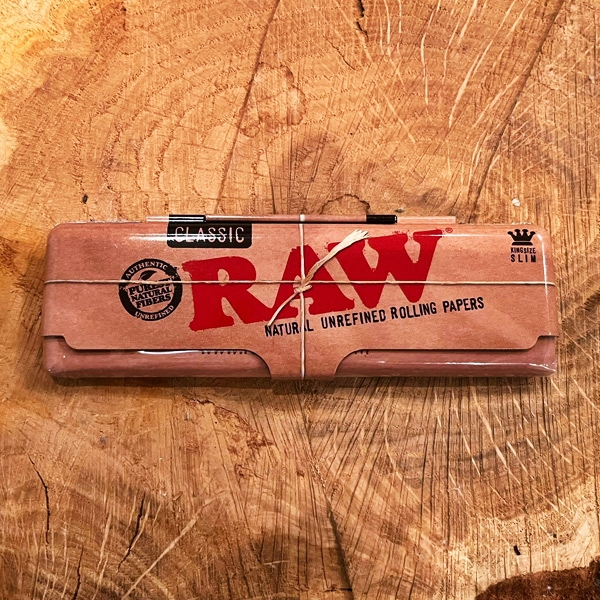 CLASSIC
RAW®
NATURAL UNREFINED ROLLING PAPERS
AUTHENTIC
PURE
NATURAL
FIBERS
UNREFINED
KINGSIZE
SLIM